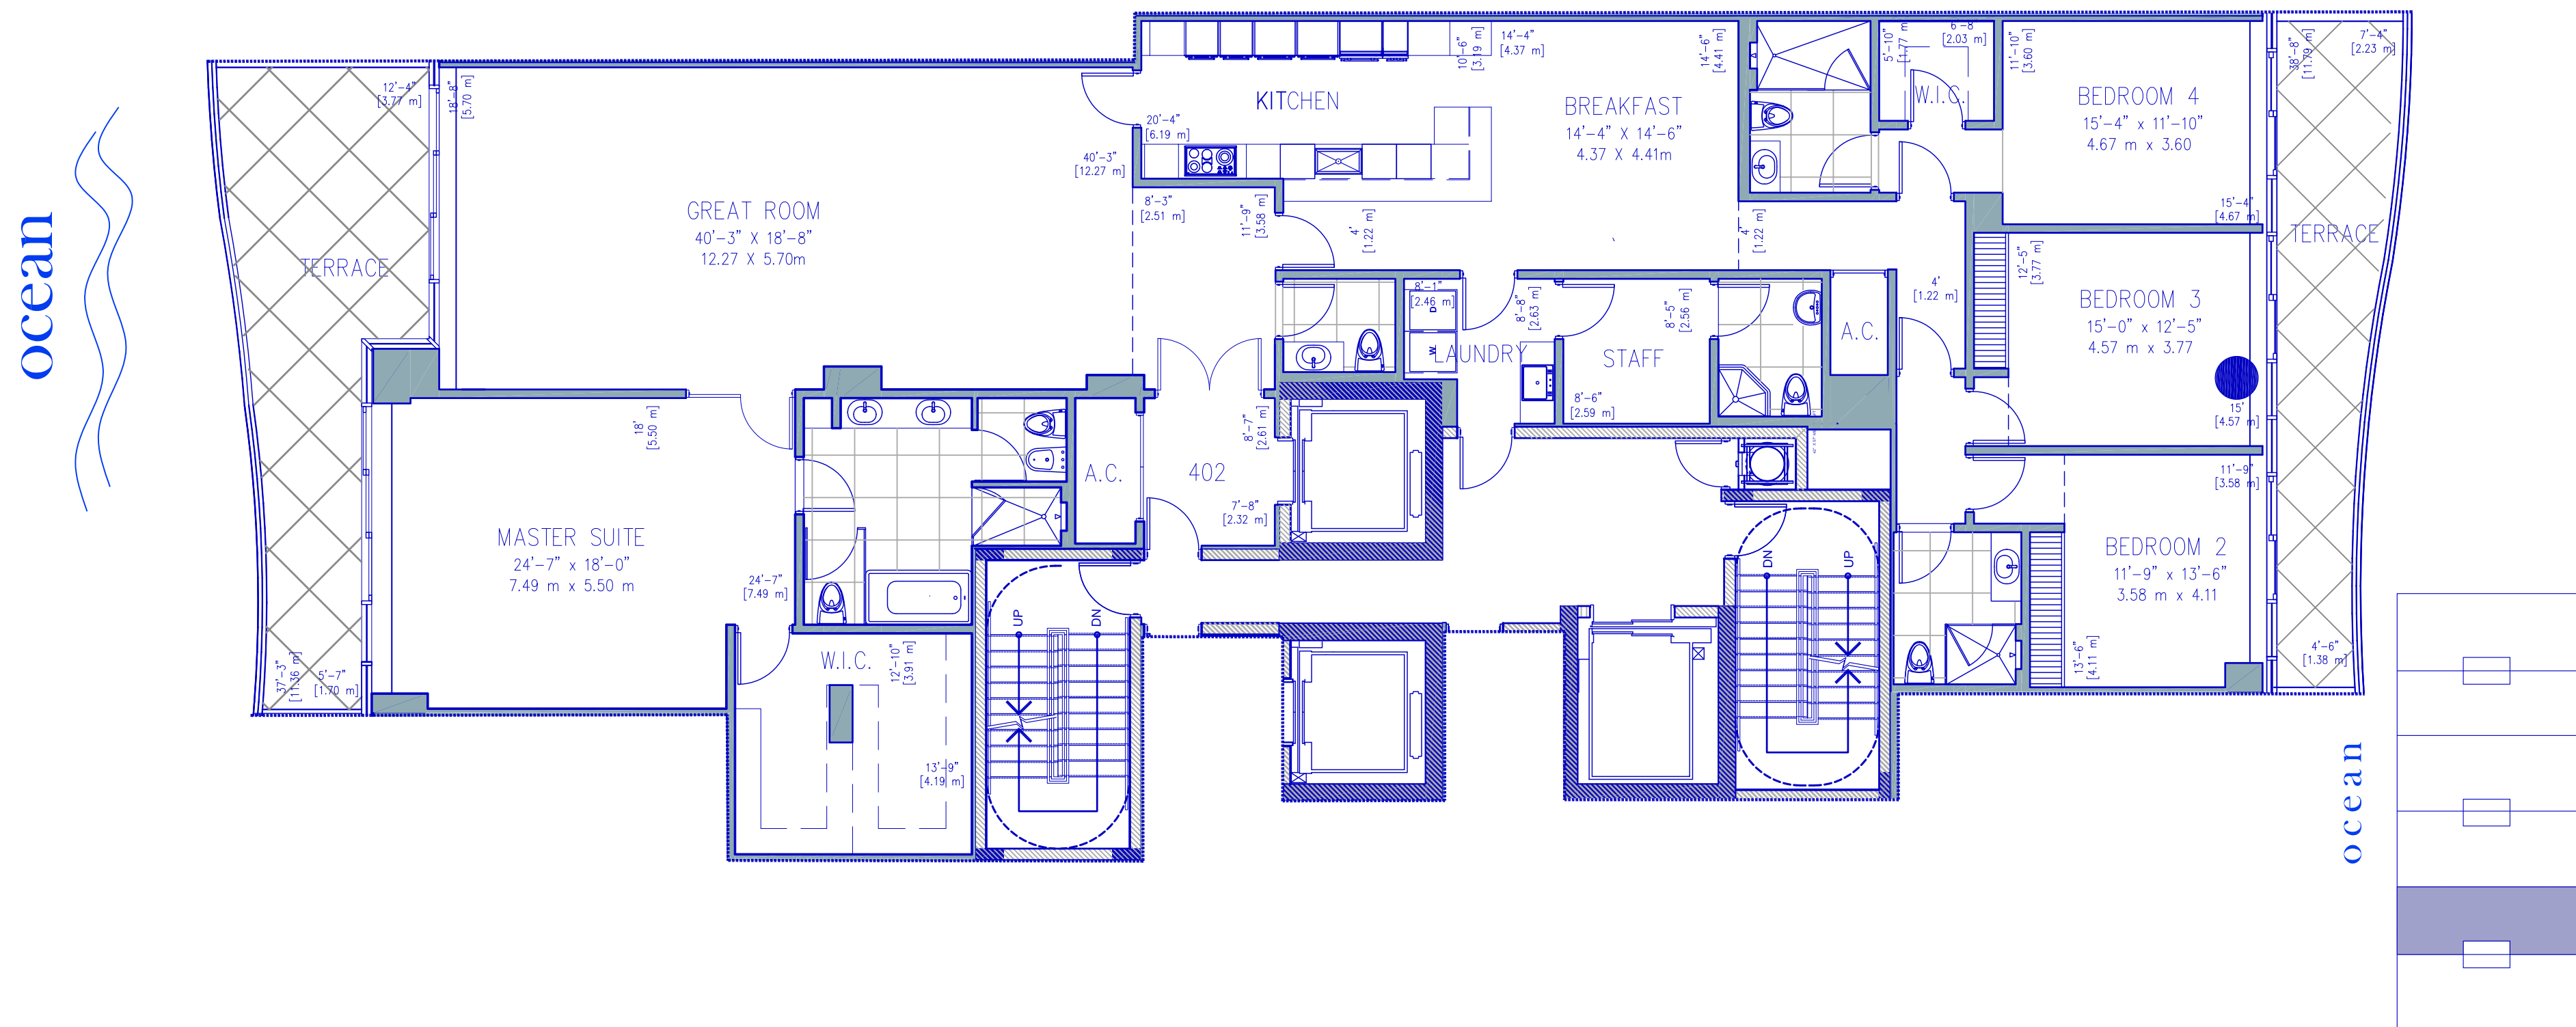 ocean
TERRACE
12'-4"
[3.77 m]
18'-8"
[5.70 m]
GREAT ROOM
40'-3" X 18'-8"
12.27 X 5.70m
40'-3"
[12.27 m]
20'-4"
[6.19 m]
KITCHEN
10'-6"
[3.19 m]
14'-4"
[4.37 m]
BREAKFAST
14'-4" X 14'-6"
4.37 X 4.41m
14'-6"
[4.41 m]
5'-10"
[1.77 m]
6'-8"
[2.03 m]
W.I.C.
11'-10"
[3.60 m]
BEDROOM 4
15'-4" x 11'-10"
4.67 m x 3.60
15'-4"
[4.67 m]
38'-8"
[11.79 m]
7'-4"
[2.23 m]
TERRACE
8'-3"
[2.51 m]
11'-9"
[3.58 m]
4'
[1.22 m]
4'
[1.22 m]
4'
[1.22 m]
12'-5"
[3.77 m]
BEDROOM 3
15'-0" x 12'-5"
4.57 m x 3.77
15'
[4.57 m]
8'-1"
[2.46 m]
D
W
LAUNDRY
8'-8"
[2.63 m]
STAFF
8'-5"
[2.56 m]
8'-6"
[2.59 m]
A.C.
18'
[5.50 m]
MASTER SUITE
24'-7" x 18'-0"
7.49 m x 5.50 m
24'-7"
[7.49 m]
A.C.
402
8'-7"
[2.61 m]
7'-8"
[2.32 m]
11'-9"
[3.58 m]
BEDROOM 2
11'-9" x 13'-6"
3.58 m x 4.11
13'-6"
[4.11 m]
4'-6"
[1.38 m]
37'-3"
[11.36 m]
5'-7"
[1.70 m]
W.I.C.
12'-10"
[3.91 m]
13'-9"
[4.19 m]
UP
DN
DN
UP
ocean